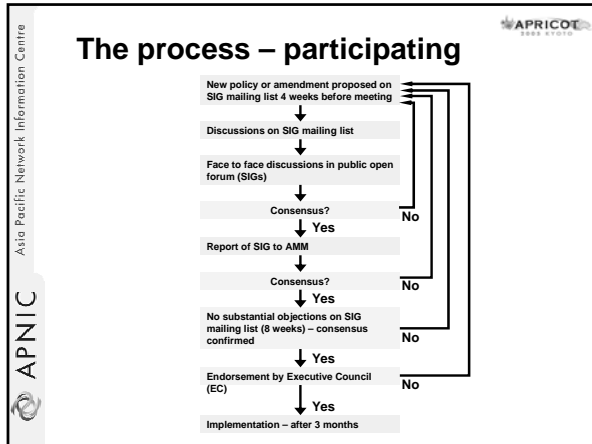 APRICOT
2005 KYOTO
The process – participating
Asia Pacific Network Information Centre
APNIC
New policy or amendment proposed on
SIG mailing list 4 weeks before meeting
Discussions on SIG mailing list
Face to face discussions in public open
forum (SIGs)
Consensus?
No
Yes
Report of SIG to AMM
Consensus?
No
Yes
No substantial objections on SIG
mailing list (8 weeks) – consensus
confirmed
No
Yes
Endorsement by Executive Council
(EC)
No
Yes
Implementation – after 3 months